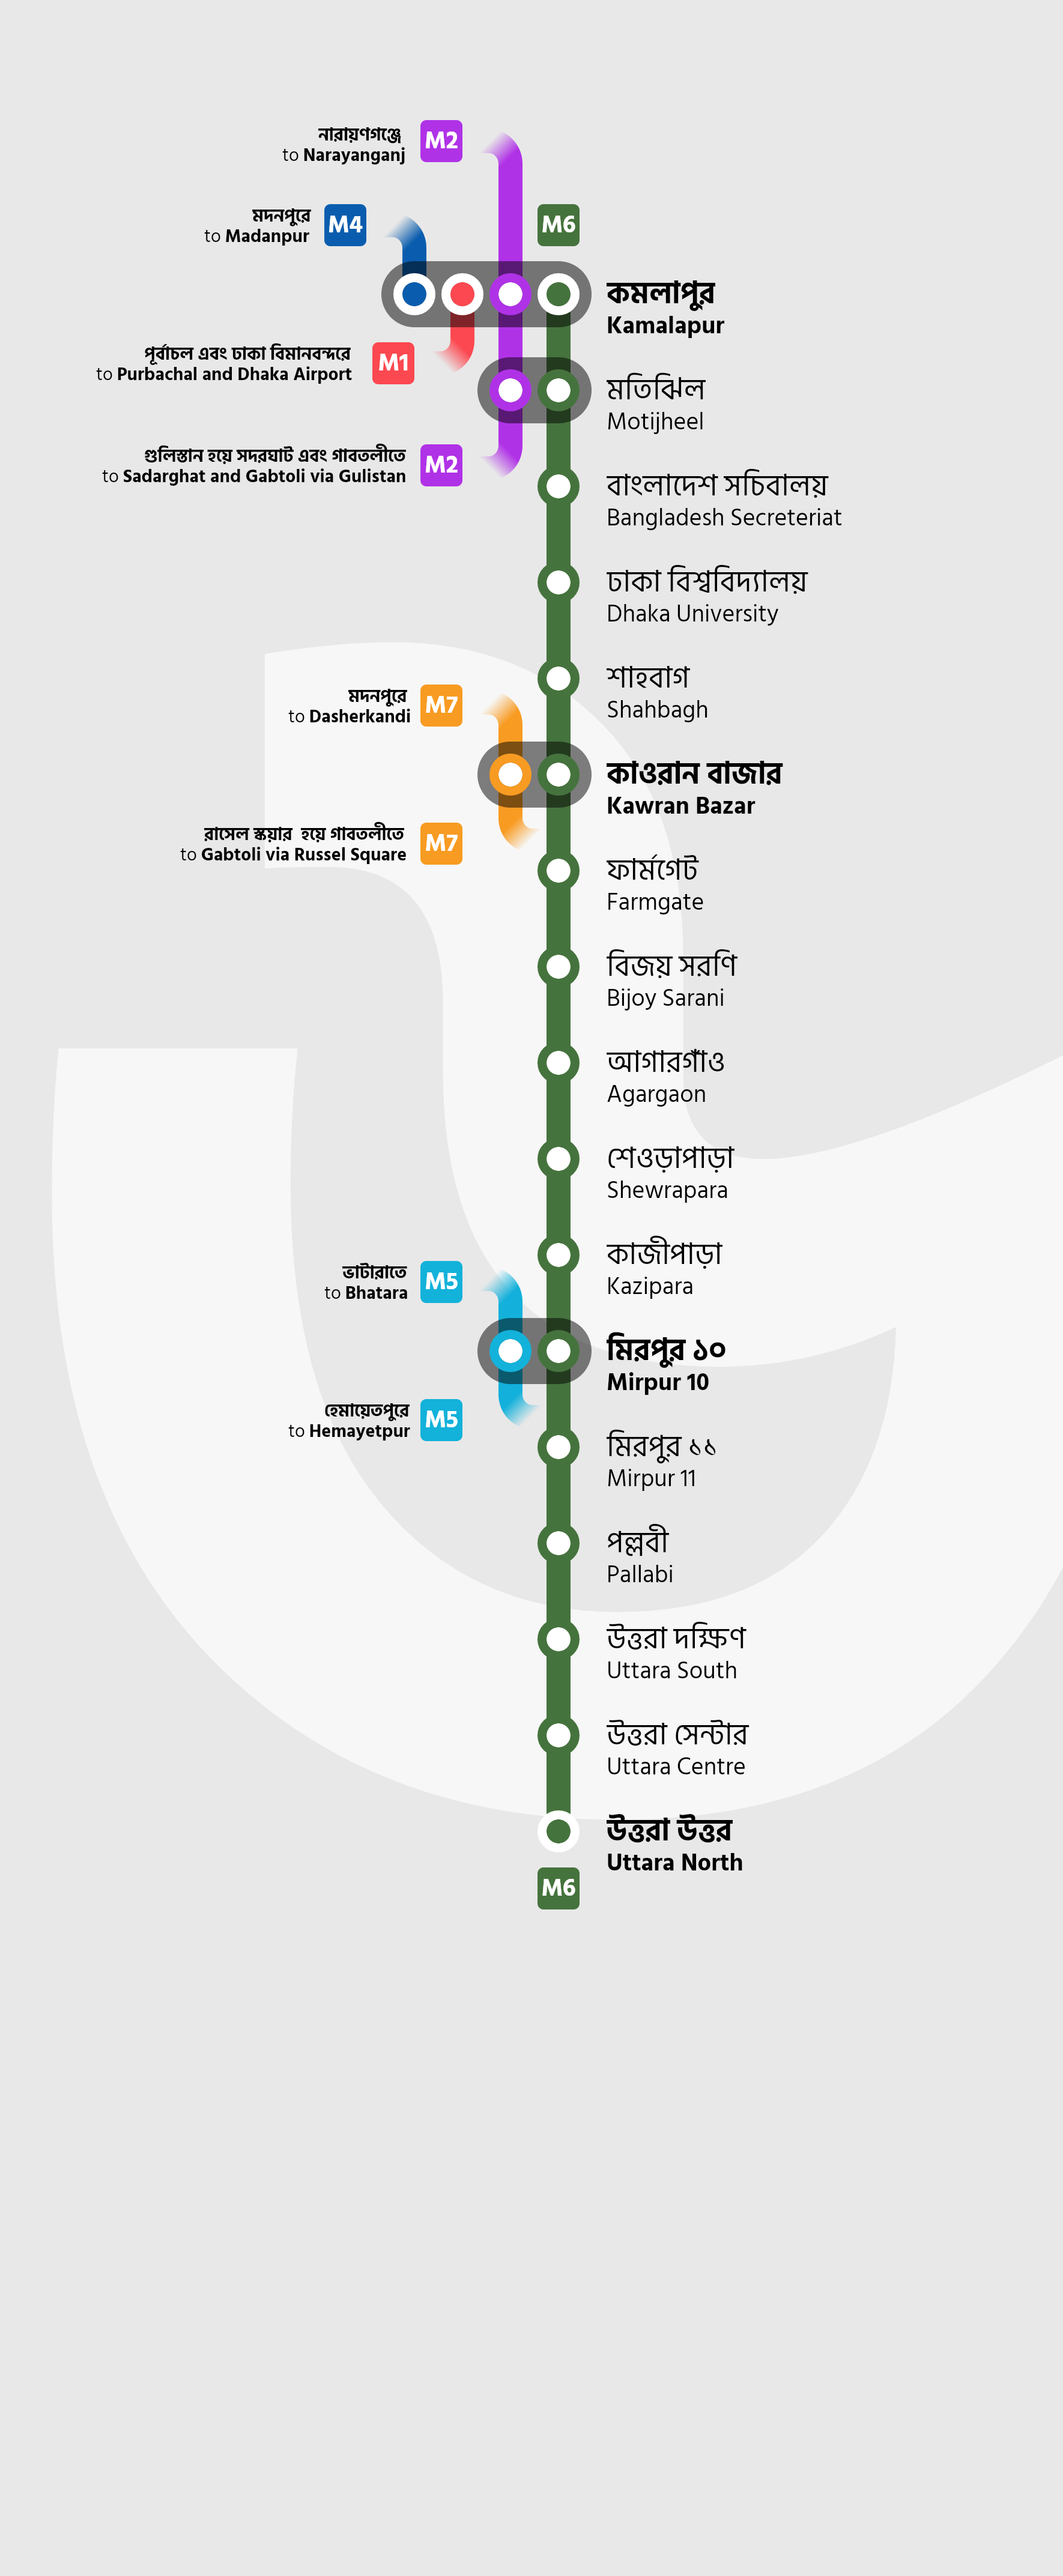 নারায়ণগঞ্জে
to Narayanganj
M2
মদনপুরে
to Madanpur
M4
M6
কমলাপুর
Kamalapur
পূর্বাচল এবং ঢাকা বিমানবন্দরে
to Purbachal and Dhaka Airport
M1
মতিঝিল
Motijheel
গুলিস্তান হয়ে সদরঘাট এবং গাবতলীতে
to Sadarghat and Gabtoli via Gulistan
M2
বাংলাদেশ সচিবালয়
Bangladesh Secreteriat
ঢাকা বিশ্ববিদ্যালয়
Dhaka University
শাহবাগ
Shahbagh
মদনপুরে
to Dasherkandi
M7
কাওরান বাজার
Kawran Bazar
রাসেল স্কয়ার হয়ে গাবতলীতে
to Gabtoli via Russel Square
M7
ফার্মগেট
Farmgate
বিজয় সরণি
Bijoy Sarani
আগারগাঁও
Agargaon
শেওড়াপাড়া
Shewrapara
কাজীপাড়া
Kazipara
ভাটারাতে
to Bhatara
M5
মিরপুর ১০
Mirpur 10
হেমায়েতপুরে
to Hemayetpur
M5
মিরপুর ১১
Mirpur 11
পল্লবী
Pallabi
উত্তরা দক্ষিণ
Uttara South
উত্তরা সেন্টার
Uttara Centre
উত্তরা উত্তর
Uttara North
M6